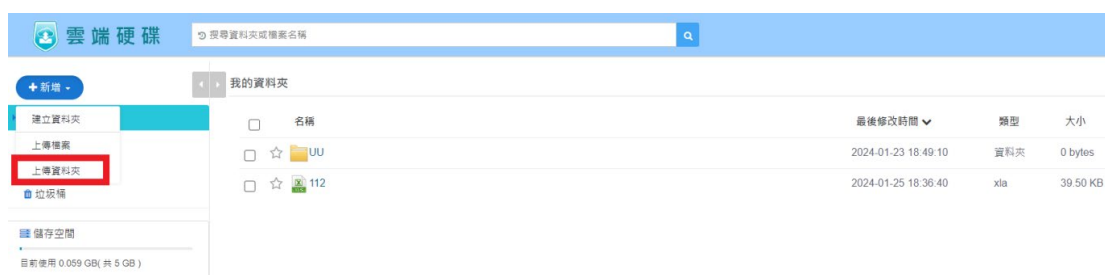 雲端硬碟
搜尋資料夾或檔案名稱
新增
我的資料夾
建立資料夾
上傳檔案
上傳資料夾
垃圾桶
名稱 最後修改時間 類型 大小
UU 2024-01-23 18:49:10 資料夾 0 bytes
112 2024-01-25 18:36:40 xla 39.50 KB
儲存空間
目前使用 0.059 GB( 共 5 GB )